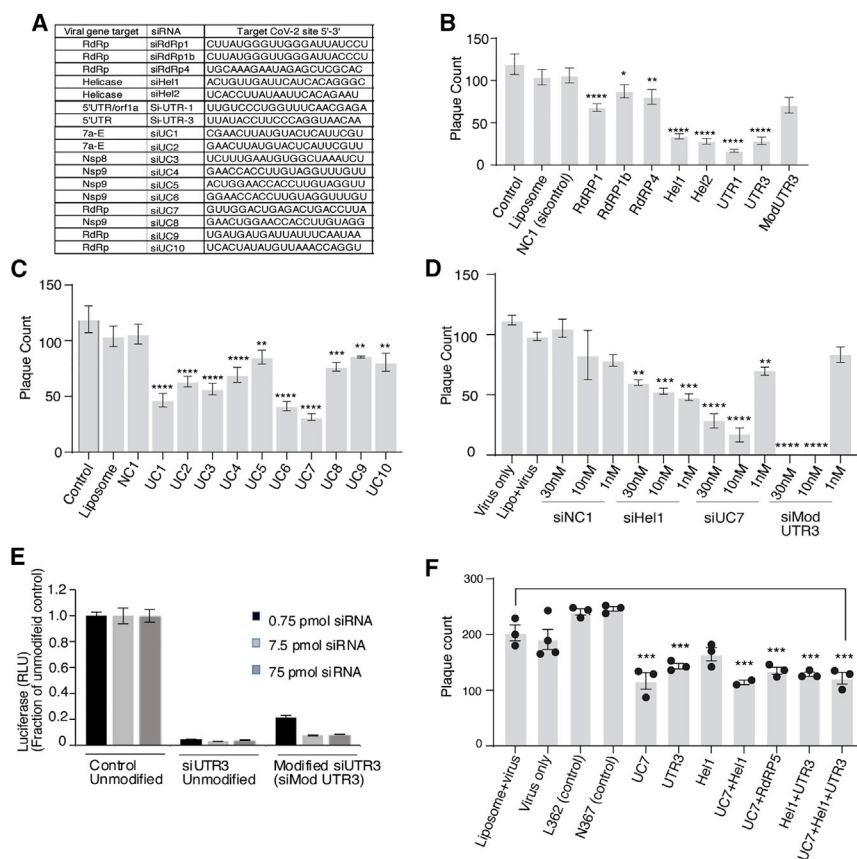 A
Viral gene target siRNA Target CoV-2 site 5'-3'
RdRp siRdRp1 CUUAUGGGUUGGGAUUAUCCU
RdRp siRdRp1b CUUAUGGGUUGGGAUUACCCU
RdRp siRdRp4 UGCAAAGAAUAGAGCUCGCAC
Helicase siHel1 ACUGUUGAUUCAUCACAGGGC
Helicase siHel2 UCACCUUAUAAUUCACAGAAU
5'UTR/orf1a Si-UTR-1 UUGUCCCUGGUUUCAACGAGA
5'UTR Si-UTR-3 UUAUACCUUCCCAGGUAACAA
7a-E siUC1 CGAACUUAUGUACUCAUUCGU
7a-E siUC2 GAACUUAUGUACUCAUUCGUU
Nsp8 siUC3 UCUUUGAAUGUGGCUAAAUCU
Nsp9 siUC4 GAACCACCUUGUAGGUUUGUU
Nsp9 siUC5 ACUGGAACCACCUUGUAGGUU
Nsp9 siUC6 GGAACCACCUUGUAGGUUUGU
RdRp siUC7 GUUGGACUGAGACUGACCUUA
Nsp9 siUC8 GAACUGGAACCACCUUGUAGG
RdRp siUC9 UGAUGAUGAUUAUUUCAAUAA
RdRp siUC10 UCACUAUAUGUUAAACCAGGU
B
Plaque Count
150
100
50
0
**** * ** **** **** **** ****
Control Liposome NC1 (sicontrol) RdRP1 RdRP1b RdRP4 Hel1 Hel2 UTR1 UTR3 ModUTR3
C
Plaque Count
150
100
50
0
**** **** **** **** ** **** **** *** ** **
Control Liposome NC1 UC1 UC2 UC3 UC4 UC5 UC6 UC7 UC8 UC9 UC10
D
Plaque Count
150
100
50
0
** *** *** **** **** ** **** ****
Virus only Lipo+virus 30nM 10nM 1nM 30nM 10nM 1nM 30nM 10nM 1nM 30nM 10nM 1nM
siNC1 siHel1 siUC7 siMod
UTR3
E
Luciferase (RLU)
(Fraction of unmodifeid control)
1.2
1.0
0.8
0.6
0.4
0.2
0
0.75 pmol siRNA
7.5 pmol siRNA
75 pmol siRNA
Control siUTR3 Modified siUTR3
Unmodified Unmodified (siMod UTR3)
F
Plaque count
300
200
100
0
*** *** *** *** *** ***
Liposome+virus Virus only L362 (control) N367 (control) UC7 UTR3 Hel1 UC7+Hel1 UC7+RdRP5 Hel1+UTR3 UC7+Hel1+UTR3